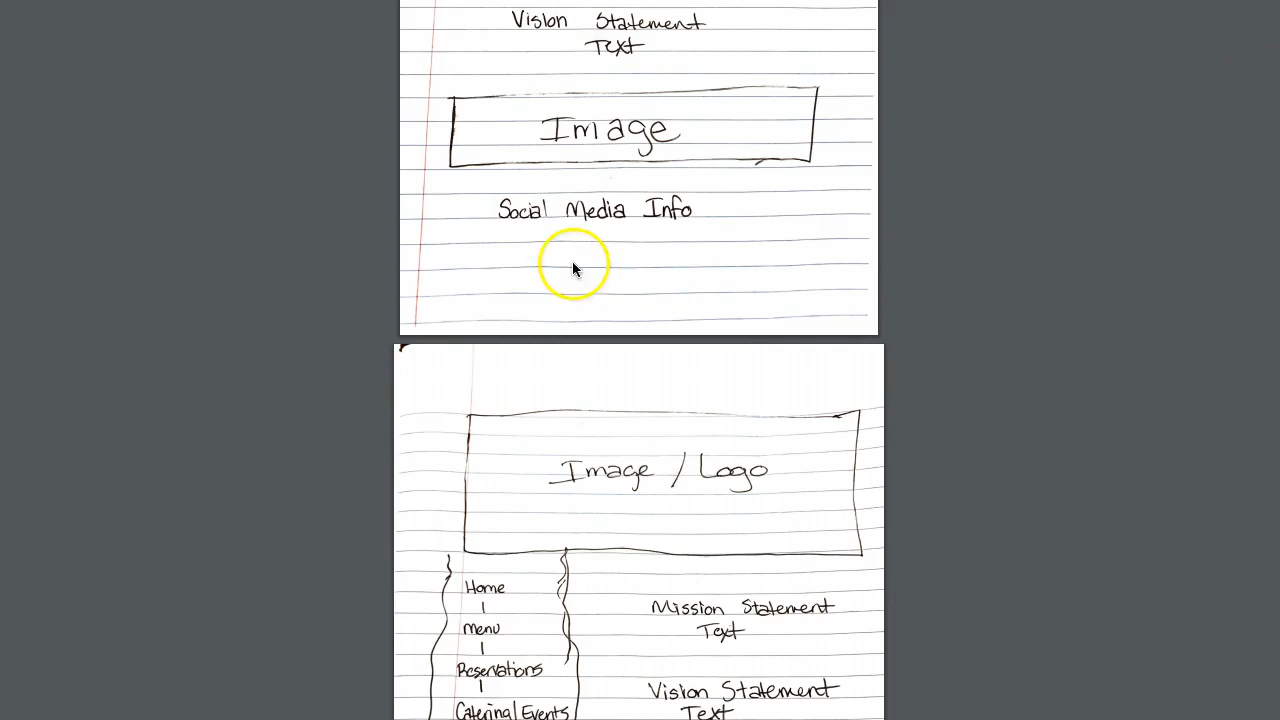 Vision Statement
Text
Image
Social Media Info
Image / Logo
Home
Menu
Reservations
Catering/Events
Mission Statement
Text
Vision Statement
Text